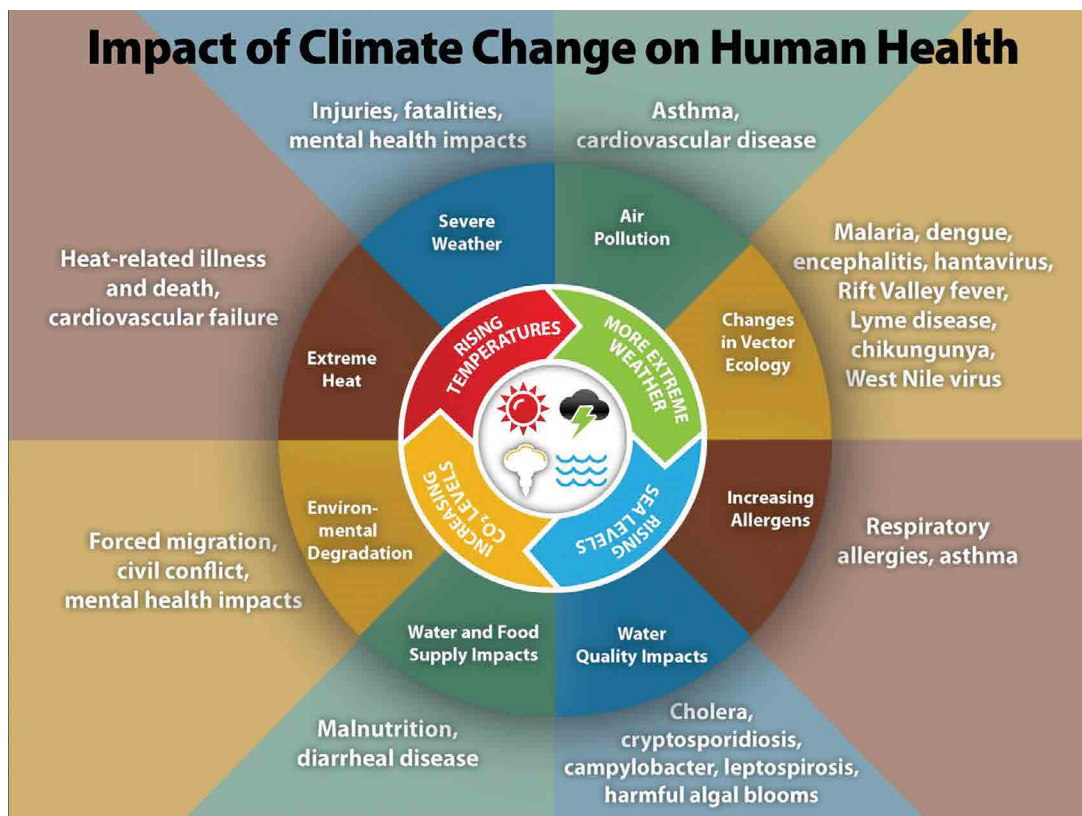 Impact of Climate Change on Human Health
Injuries, fatalities,
mental health impacts
Asthma,
cardiovascular disease
Severe
Weather
Air
Pollution
Heat-related illness
and death,
cardiovascular failure
Extreme
Heat
Changes
in Vector
Ecology
Malaria, dengue,
encephalitis, hantavirus,
Rift Valley fever,
Lyme disease,
chikungunya,
West Nile virus
RISING
TEMPERATURES
MORE EXTREME
WEATHER
INCREASING
CO₂ LEVELS
RISING
SEA LEVELS
Forced migration,
civil conflict,
mental health impacts
Environ-
mental
Degradation
Increasing
Allergens
Respiratory
allergies, asthma
Water and Food
Supply Impacts
Water
Quality Impacts
Malnutrition,
diarrheal disease
Cholera,
cryptosporidiosis,
campylobacter, leptospirosis,
harmful algal blooms